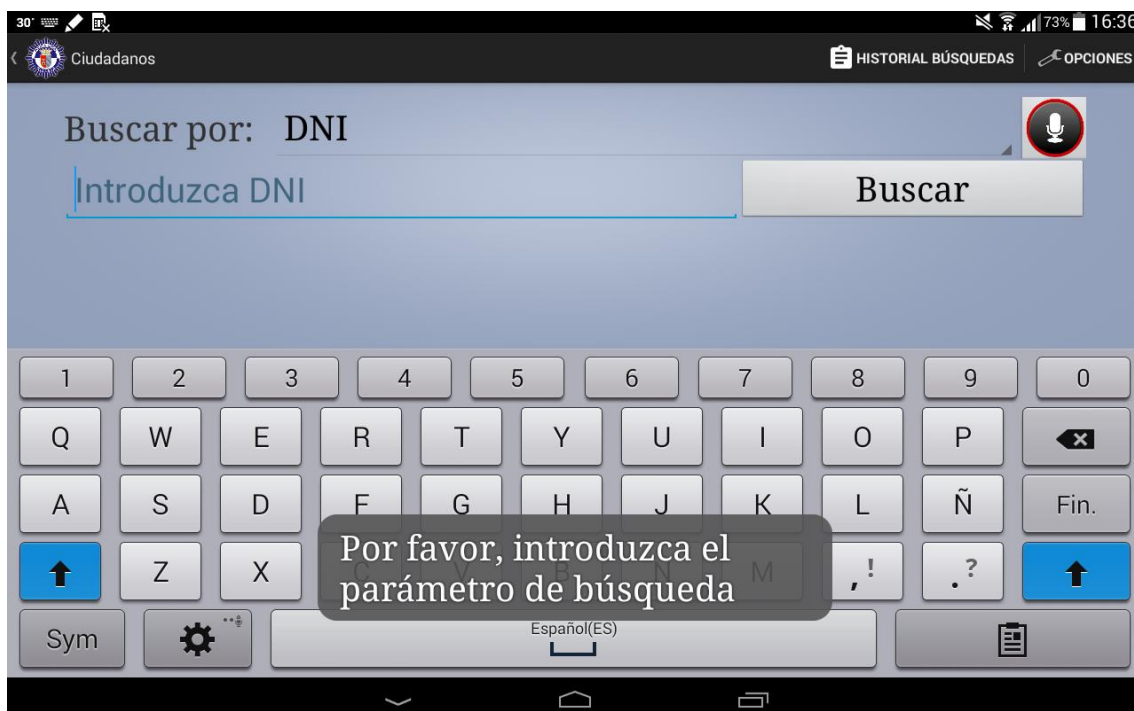 30°
73%
16:36
Ciudadanos
HISTORIAL BÚSQUEDAS
OPCIONES
Buscar por: DNI
Introduzca DNI
Buscar
1 2 3 4 5 6 7 8 9 0
Q W E R T Y U I O P
A S D F G H J K L Ñ Fin.
Z X C V B N M , ! . ?
Por favor, introduzca el
parámetro de búsqueda
Sym
Español(ES)